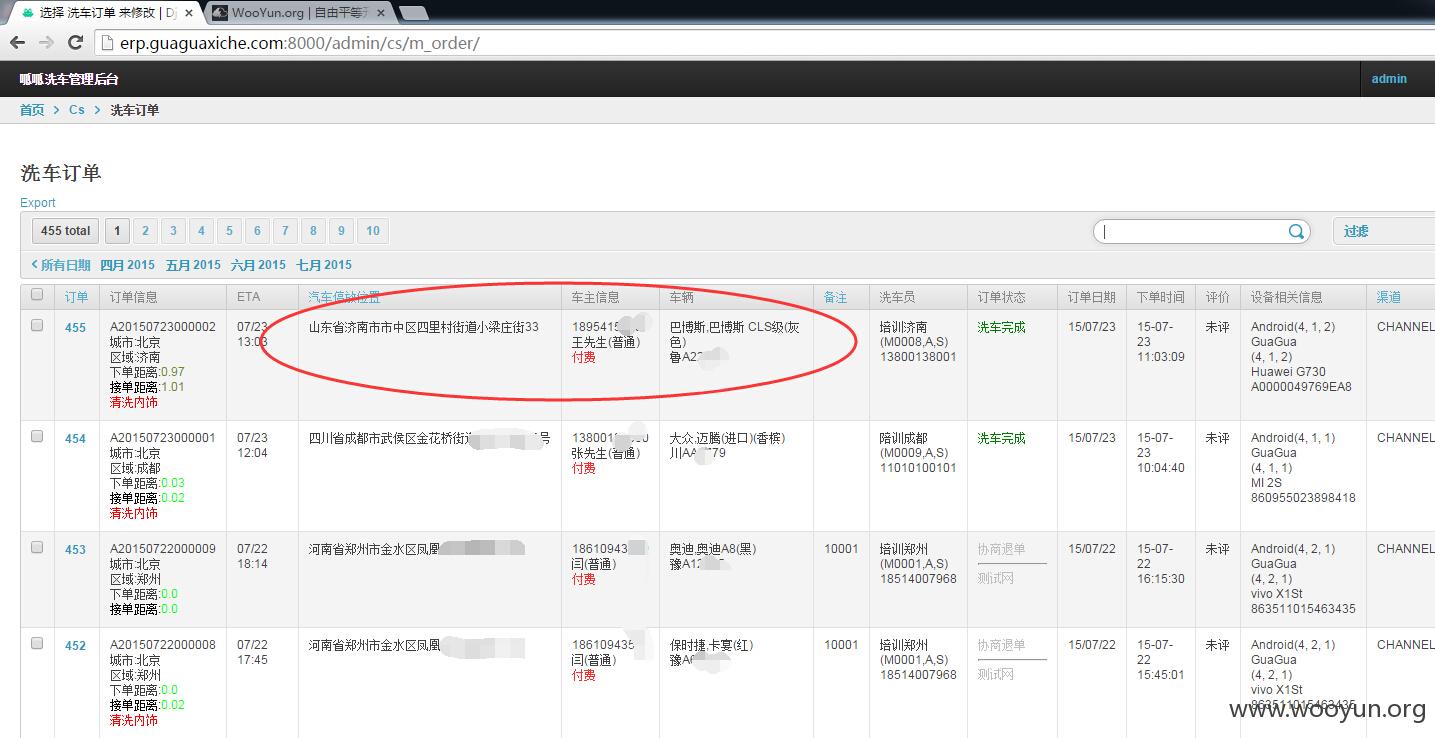 选择 洗车订单 来修改 | Dj
WooYun.org | 自由平等开
erp.guaguaxiche.com:8000/admin/cs/m_order/
呱呱洗车管理后台
admin
首页 > Cs > 洗车订单
洗车订单
Export
455 total 1 2 3 4 5 6 7 8 9 10
过滤
< 所有日期 四月 2015 五月 2015 六月 2015 七月 2015
订单 订单信息 ETA 汽车停放位置 车主信息 车辆 备注 洗车员 订单状态 订单日期 下单时间 评价 设备相关信息 渠道
455
A20150723000002
城市:北京
区域:济南
下单距离:0.97
接单距离:1.01
清洗内饰
07/23
13:03
山东省济南市市中区四里村街道小梁庄街33
1895415
王先生(普通)
付费
巴博斯,巴博斯 CLS级(灰
色)
鲁A22
培训济南
(M0008,A,S)
13800138001
洗车完成
15/07/23
15-07-
23
11:03:09
未评
Android(4, 1, 2)
GuaGua
(4, 1, 2)
Huawei G730
A0000049769EA8
CHANNEL
454
A20150723000001
城市:北京
区域:成都
下单距离:0.03
接单距离:0.02
清洗内饰
07/23
12:04
四川省成都市武侯区金花桥街道 号
1380013 0
张先生(普通)
付费
大众,迈腾(进口)(香槟)
川AA 79
陪训成都
(M0009,A,S)
11010100101
洗车完成
15/07/23
15-07-
23
10:04:40
未评
Android(4, 1, 1)
GuaGua
(4, 1, 1)
MI 2S
860955023898418
CHANNEL
453
A20150722000009
城市:北京
区域:郑州
下单距离:0.0
接单距离:0.0
07/22
18:14
河南省郑州市金水区凤凰
18610943
闫(普通)
付费
奥迪,奥迪A8(黑)
豫A12
10001
培训郑州
(M0001,A,S)
18514007968
协商退单
测试网
15/07/22
15-07-
22
16:15:30
未评
Android(4, 2, 1)
GuaGua
(4, 2, 1)
vivo X1St
863511015463435
CHANNEL
452
A20150722000008
城市:北京
区域:郑州
下单距离:0.0
接单距离:0.02
清洗内饰
07/22
17:45
河南省郑州市金水区凤凰
186109435
闫(普通)
付费
保时捷,卡宴(红)
豫A6
10001
培训郑州
(M0001,A,S)
18514007968
协商退单
测试网
15/07/22
15-07-
22
15:45:01
未评
Android(4, 2, 1)
GuaGua
(4, 2, 1)
vivo X1St
863511015463435
CHANNEL
www.wooyun.org